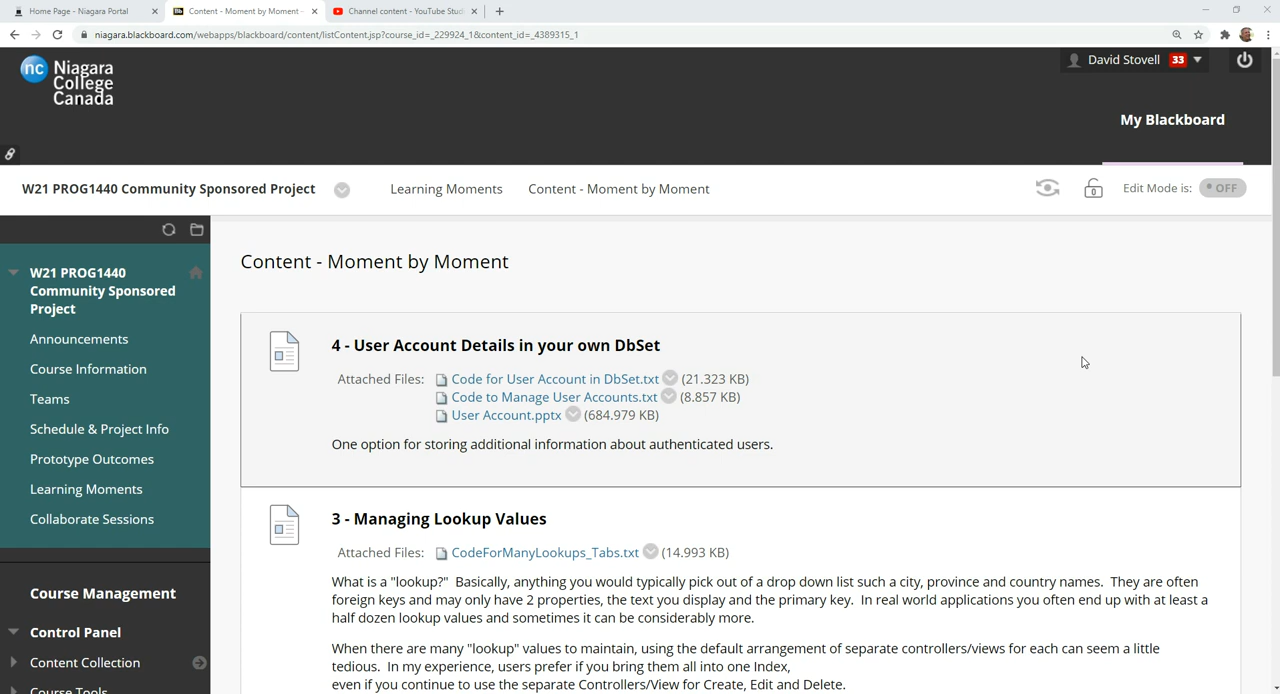 Home Page - Niagara Portal
Content - Moment by Moment -
Channel content - YouTube Stud
niagara.blackboard.com/webapps/blackboard/content/listContent.jsp?course_id=_229924_1&content_id=_4389315_1
nc Niagara
College
Canada
David Stovell 33
My Blackboard
W21 PROG1440 Community Sponsored Project
Learning Moments
Content - Moment by Moment
Edit Mode is: OFF
W21 PROG1440
Community Sponsored
Project
Announcements
Course Information
Teams
Schedule & Project Info
Prototype Outcomes
Learning Moments
Collaborate Sessions
Course Management
Control Panel
Content Collection
Course Tools
Content - Moment by Moment
4 - User Account Details in your own DbSet
Attached Files: Code for User Account in DbSet.txt (21.323 KB)
Code to Manage User Accounts.txt (8.857 KB)
User Account.pptx (684.979 KB)
One option for storing additional information about authenticated users.
3 - Managing Lookup Values
Attached Files: CodeForManyLookups_Tabs.txt (14.993 KB)
What is a "lookup?" Basically, anything you would typically pick out of a drop down list such a city, province and country names. They are often
foreign keys and may only have 2 properties, the text you display and the primary key. In real world applications you often end up with at least a
half dozen lookup values and sometimes it can be considerably more.
When there are many "lookup" values to maintain, using the default arrangement of separate controllers/views for each can seem a little
tedious. In my experience, users prefer if you bring them all into one Index,
even if you continue to use the separate Controllers/View for Create, Edit and Delete.